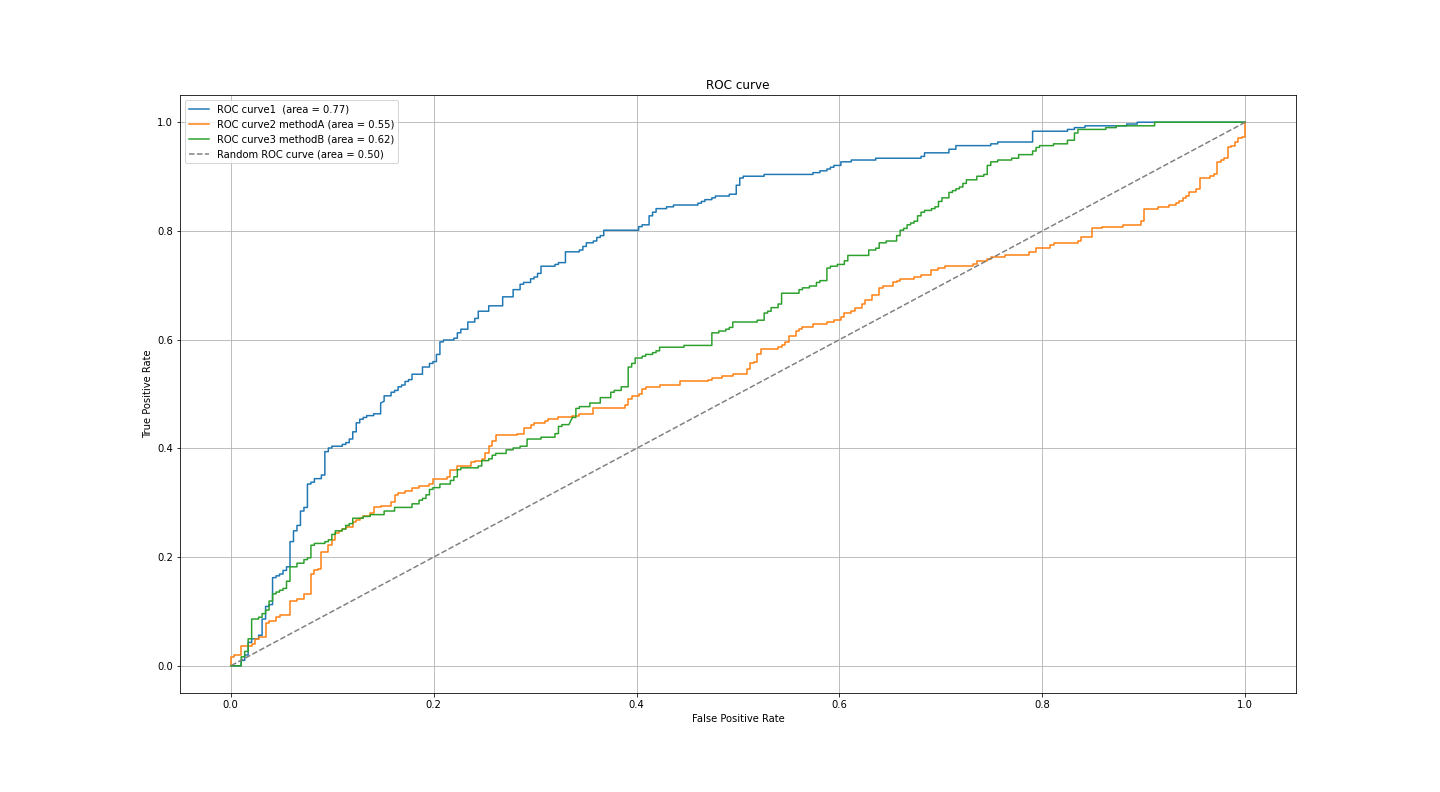 ROC curve
ROC curve1  (area = 0.77)
ROC curve2 methodA (area = 0.55)
ROC curve3 methodB (area = 0.62)
Random ROC curve (area = 0.50)
True Positive Rate
1.0
0.8
0.6
0.4
0.2
0.0
0.0 0.2 0.4 0.6 0.8 1.0
False Positive Rate